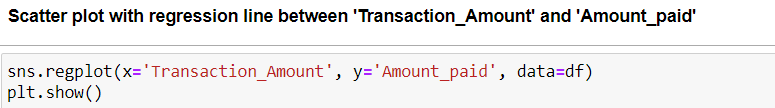 Scatter plot with regression line between 'Transaction_Amount' and 'Amount_paid'
sns.regplot(x='Transaction_Amount', y='Amount_paid', data=df)
plt.show()